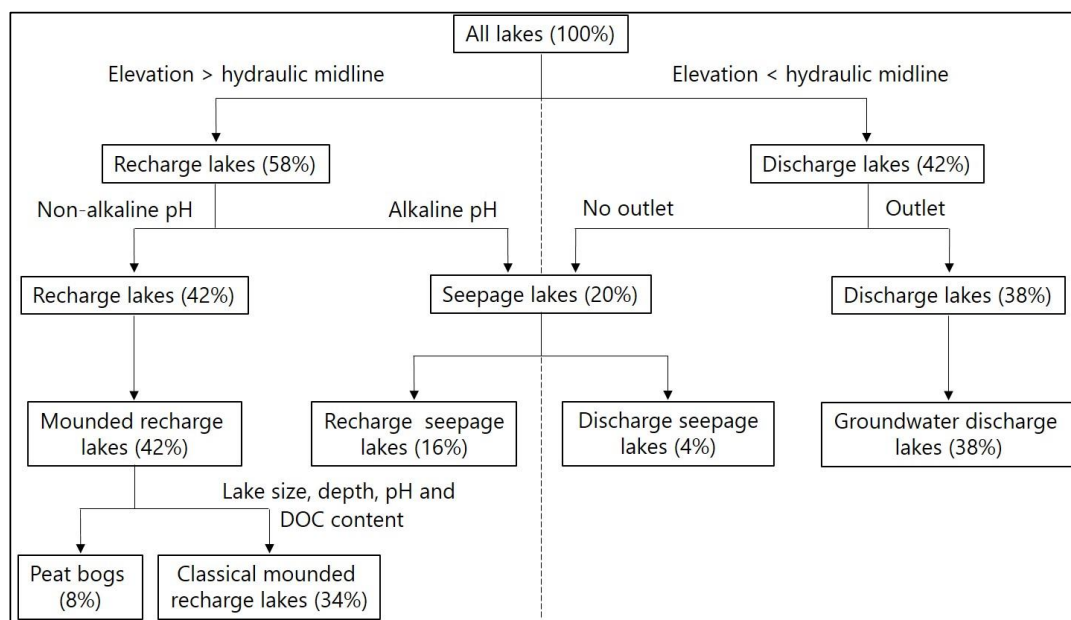 All lakes (100%)
Elevation > hydraulic midline
Elevation < hydraulic midline
Recharge lakes (58%)
Discharge lakes (42%)
Non-alkaline pH
Alkaline pH
No outlet
Outlet
Recharge lakes (42%)
Seepage lakes (20%)
Discharge lakes (38%)
Mounded recharge
lakes (42%)
Recharge seepage
lakes (16%)
Discharge seepage
lakes (4%)
Groundwater discharge
lakes (38%)
Lake size, depth, pH and
DOC content
Peat bogs
(8%)
Classical mounded
recharge lakes (34%)